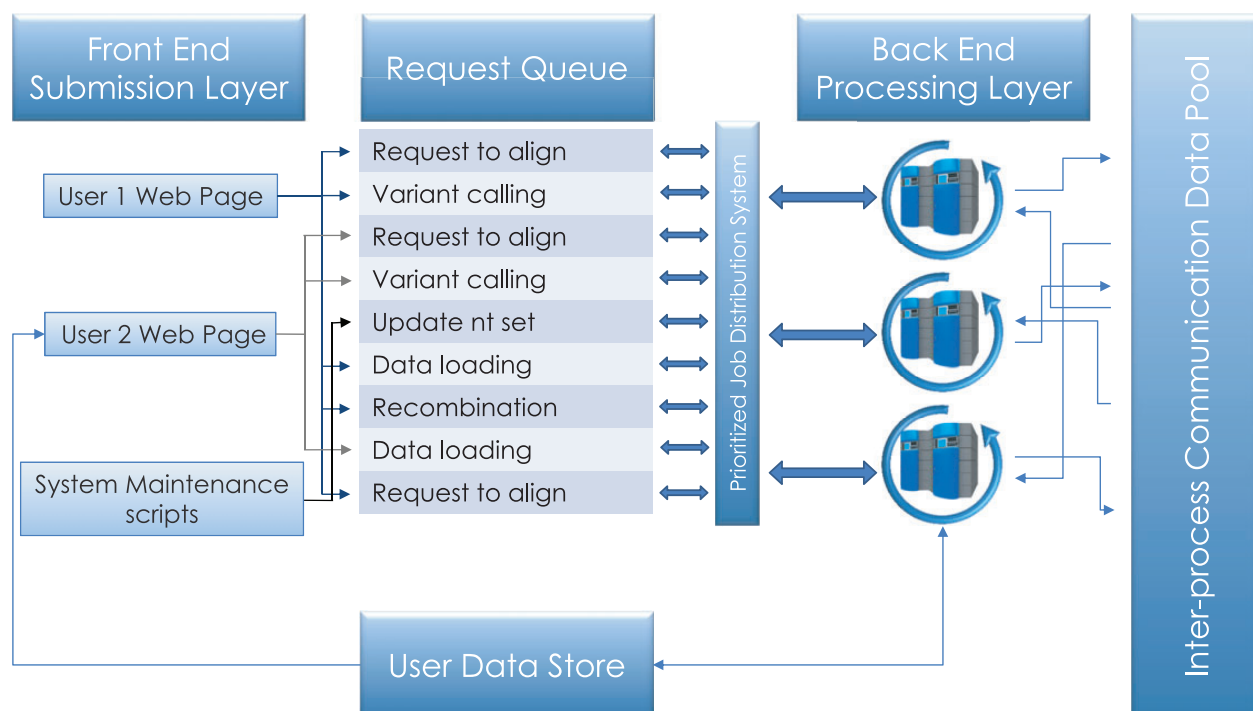 Front End
Submission Layer
Request Queue
Back End
Processing Layer
Inter-process Communication Data Pool
User 1 Web Page
User 2 Web Page
System Maintenance
scripts
Request to align
Variant calling
Request to align
Variant calling
Update nt set
Data loading
Recombination
Data loading
Request to align
Prioritized Job Distribution System
User Data Store